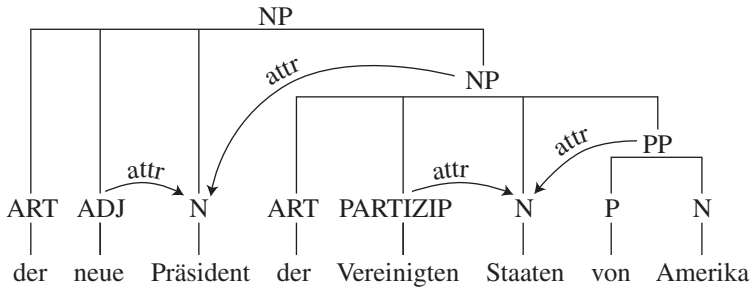 NP
attr
NP
attr
PP
attr
attr
ART ADJ N ART PARTIZIP N P N
der neue Präsident der Vereinigten Staaten von Amerika